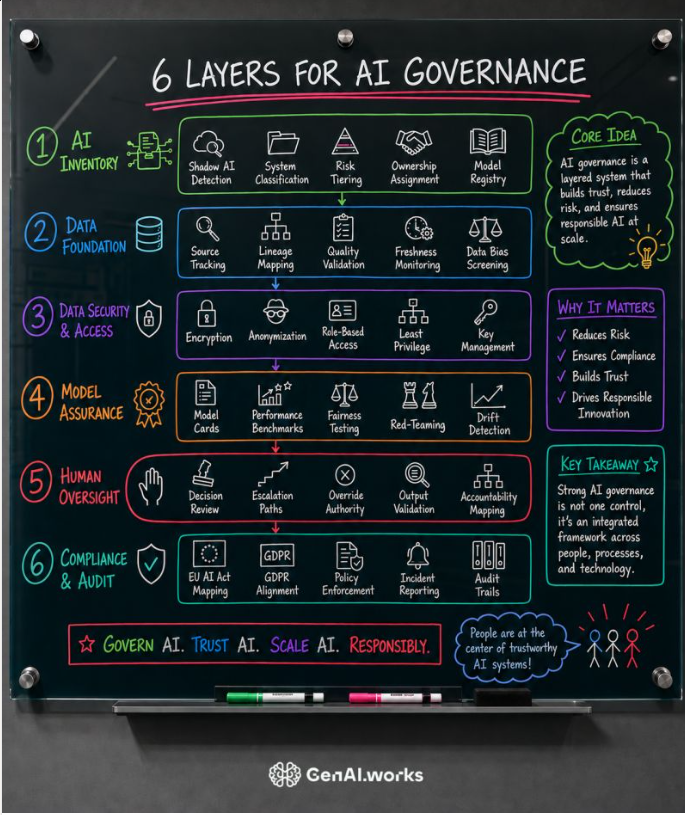 6 LAYERS FOR AI GOVERNANCE
1
AI
INVENTORY
Shadow AI
Detection
System
Classification
Risk
Tiering
Ownership
Assignment
Model
Registry
2
DATA
FOUNDATION
Source
Tracking
Lineage
Mapping
Quality
Validation
Freshness
Monitoring
Data Bias
Screening
3
DATA SECURITY
& ACCESS
Encryption
Anonymization
Role-Based
Access
Least
Privilege
Key
Management
4
MODEL
ASSURANCE
Model
Cards
Performance
Benchmarks
Fairness
Testing
Red-Teaming
Drift
Detection
5
HUMAN
OVERSIGHT
Decision
Review
Escalation
Paths
Override
Authority
Output
Validation
Accountability
Mapping
6
COMPLIANCE
& AUDIT
EU AI Act
Mapping
GDPR
GDPR
Alignment
Policy
Enforcement
Incident
Reporting
Audit
Trails
CORE IDEA
AI governance is a
layered system that
builds trust, reduces
risk, and ensures
responsible AI at
scale.
WHY IT MATTERS
✓ Reduces Risk
✓ Ensures Compliance
✓ Builds Trust
✓ Drives Responsible
Innovation
KEY TAKEAWAY ☆
Strong AI governance
is not one control,
it's an integrated
framework across
people, processes,
and technology.
☆ GOVERN AI. TRUST AI. SCALE AI. RESPONSIBLY.
People are at the
center of trustworthy
AI systems!
GenAI.works